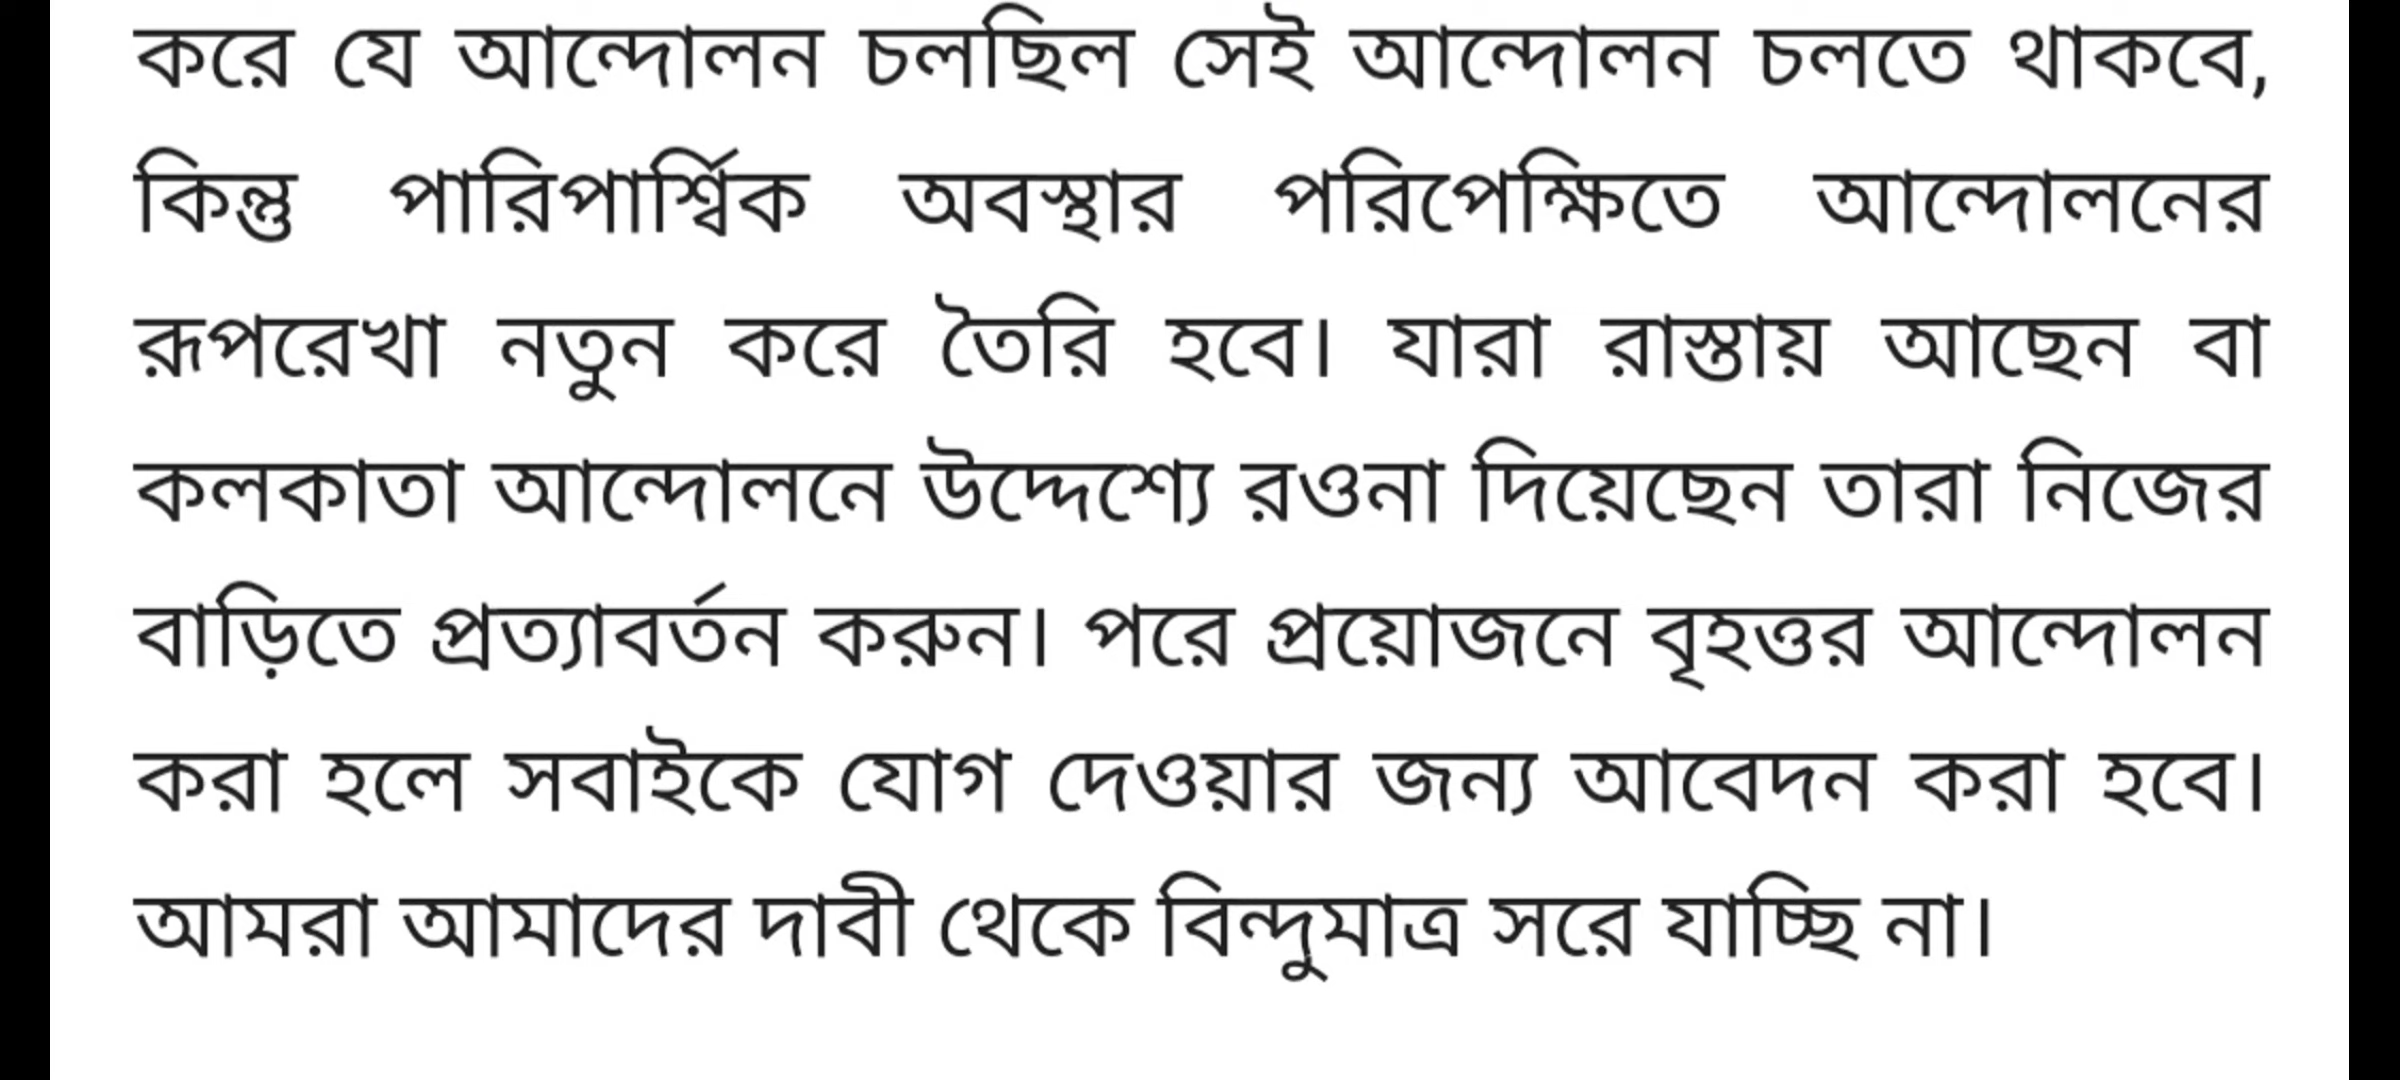 করে যে আন্দোলন চলছিল সেই আন্দোলন চলতে থাকবে,
কিন্তু পারিপার্শ্বিক অবস্থার পরিপেক্ষিতে আন্দোলনের
রূপরেখা নতুন করে তৈরি হবে। যারা রাস্তায় আছেন বা
কলকাতা আন্দোলনে উদ্দেশ্যে রওনা দিয়েছেন তারা নিজের
বাড়িতে প্রত্যাবর্তন করুন। পরে প্রয়োজনে বৃহত্তর আন্দোলন
করা হলে সবাইকে যোগ দেওয়ার জন্য আবেদন করা হবে।
আমরা আমাদের দাবী থেকে বিন্দুমাত্র সরে যাচ্ছি না।